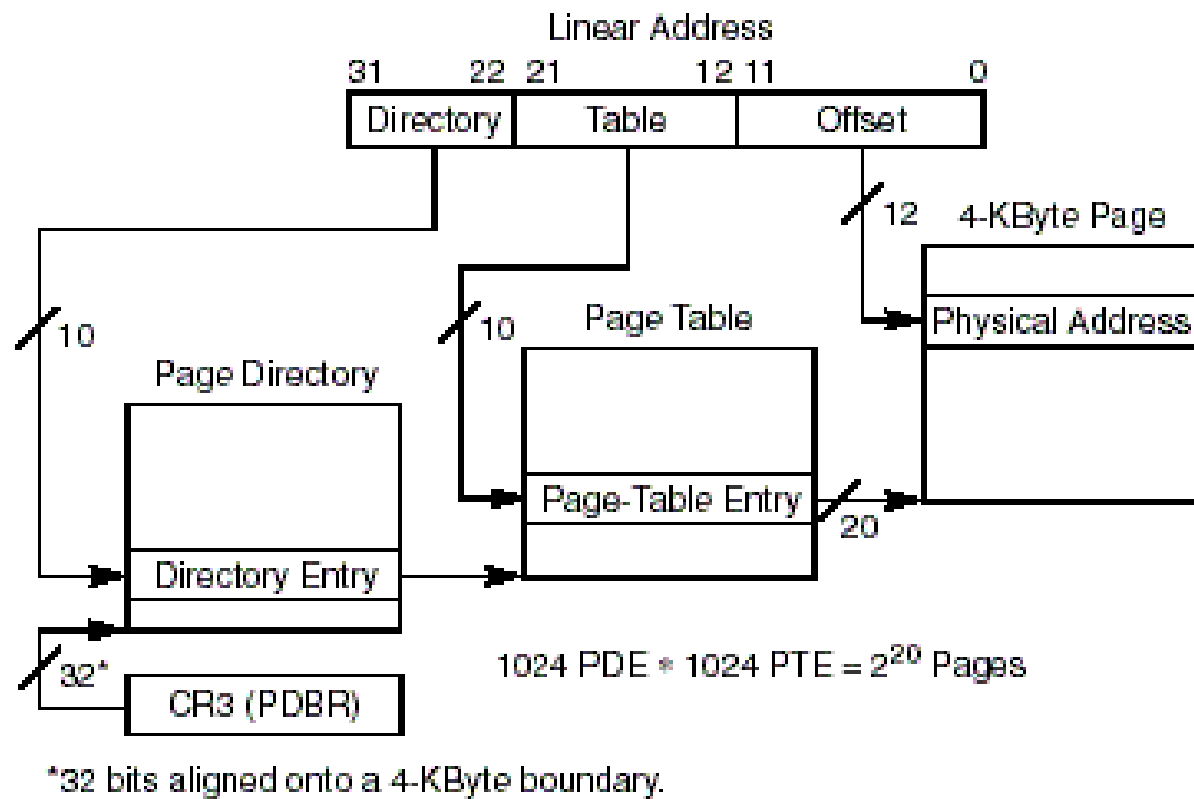 Linear Address
31 22 21 12 11 0
Directory Table Offset
12
4-KByte Page
10
10
Page Table
Physical Address
Page Directory
Page-Table Entry
20
Directory Entry
32*
1024 PDE * 1024 PTE = 2^20 Pages
CR3 (PDBR)
*32 bits aligned onto a 4-KByte boundary.